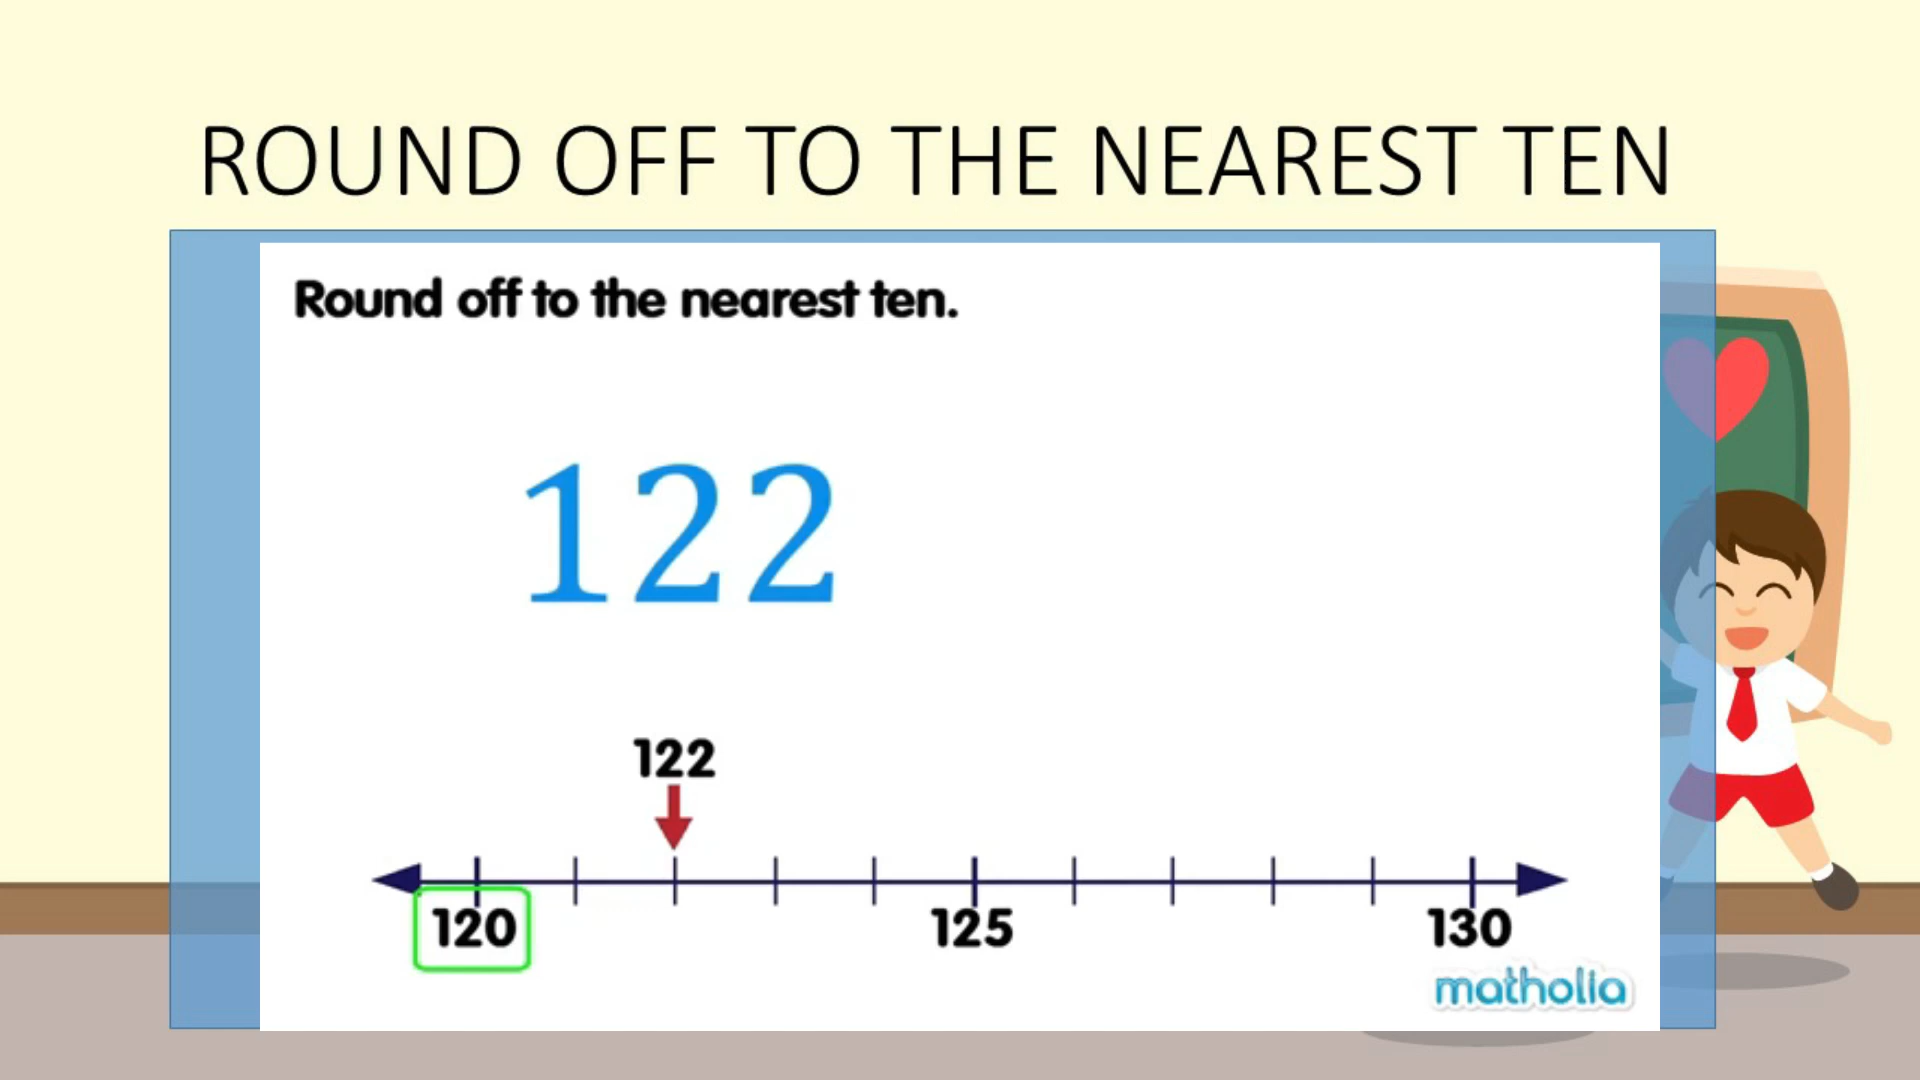 ROUND OFF TO THE NEAREST TEN
Round off to the nearest ten.
122
122
120 125 130
matholia